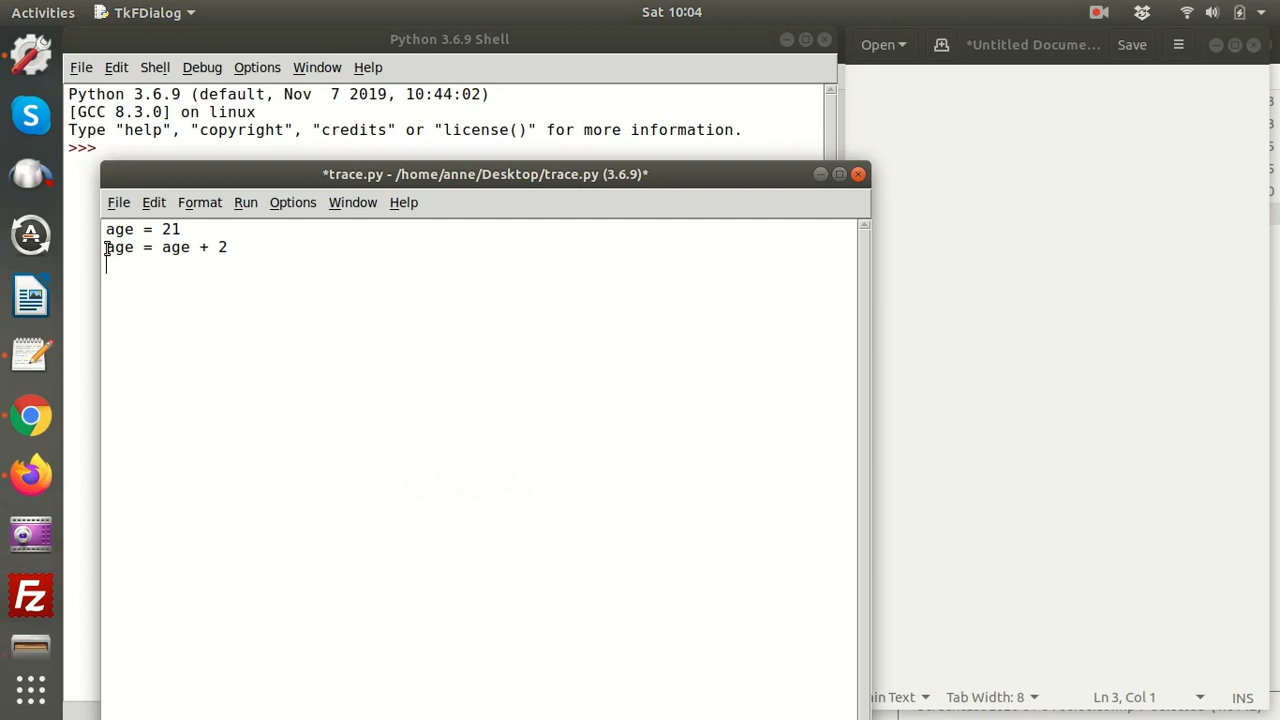 Activities TkFDialog Sat 10:04
Python 3.6.9 Shell
File Edit Shell Debug Options Window Help
Python 3.6.9 (default, Nov 7 2019, 10:44:02)
[GCC 8.3.0] on linux
Type "help", "copyright", "credits" or "license()" for more information.
>>>
Open *Untitled Docume... Save
*trace.py - /home/anne/Desktop/trace.py (3.6.9)*
File Edit Format Run Options Window Help
age = 21
age = age + 2
Tab Width: 8 Ln 3, Col 1 INS